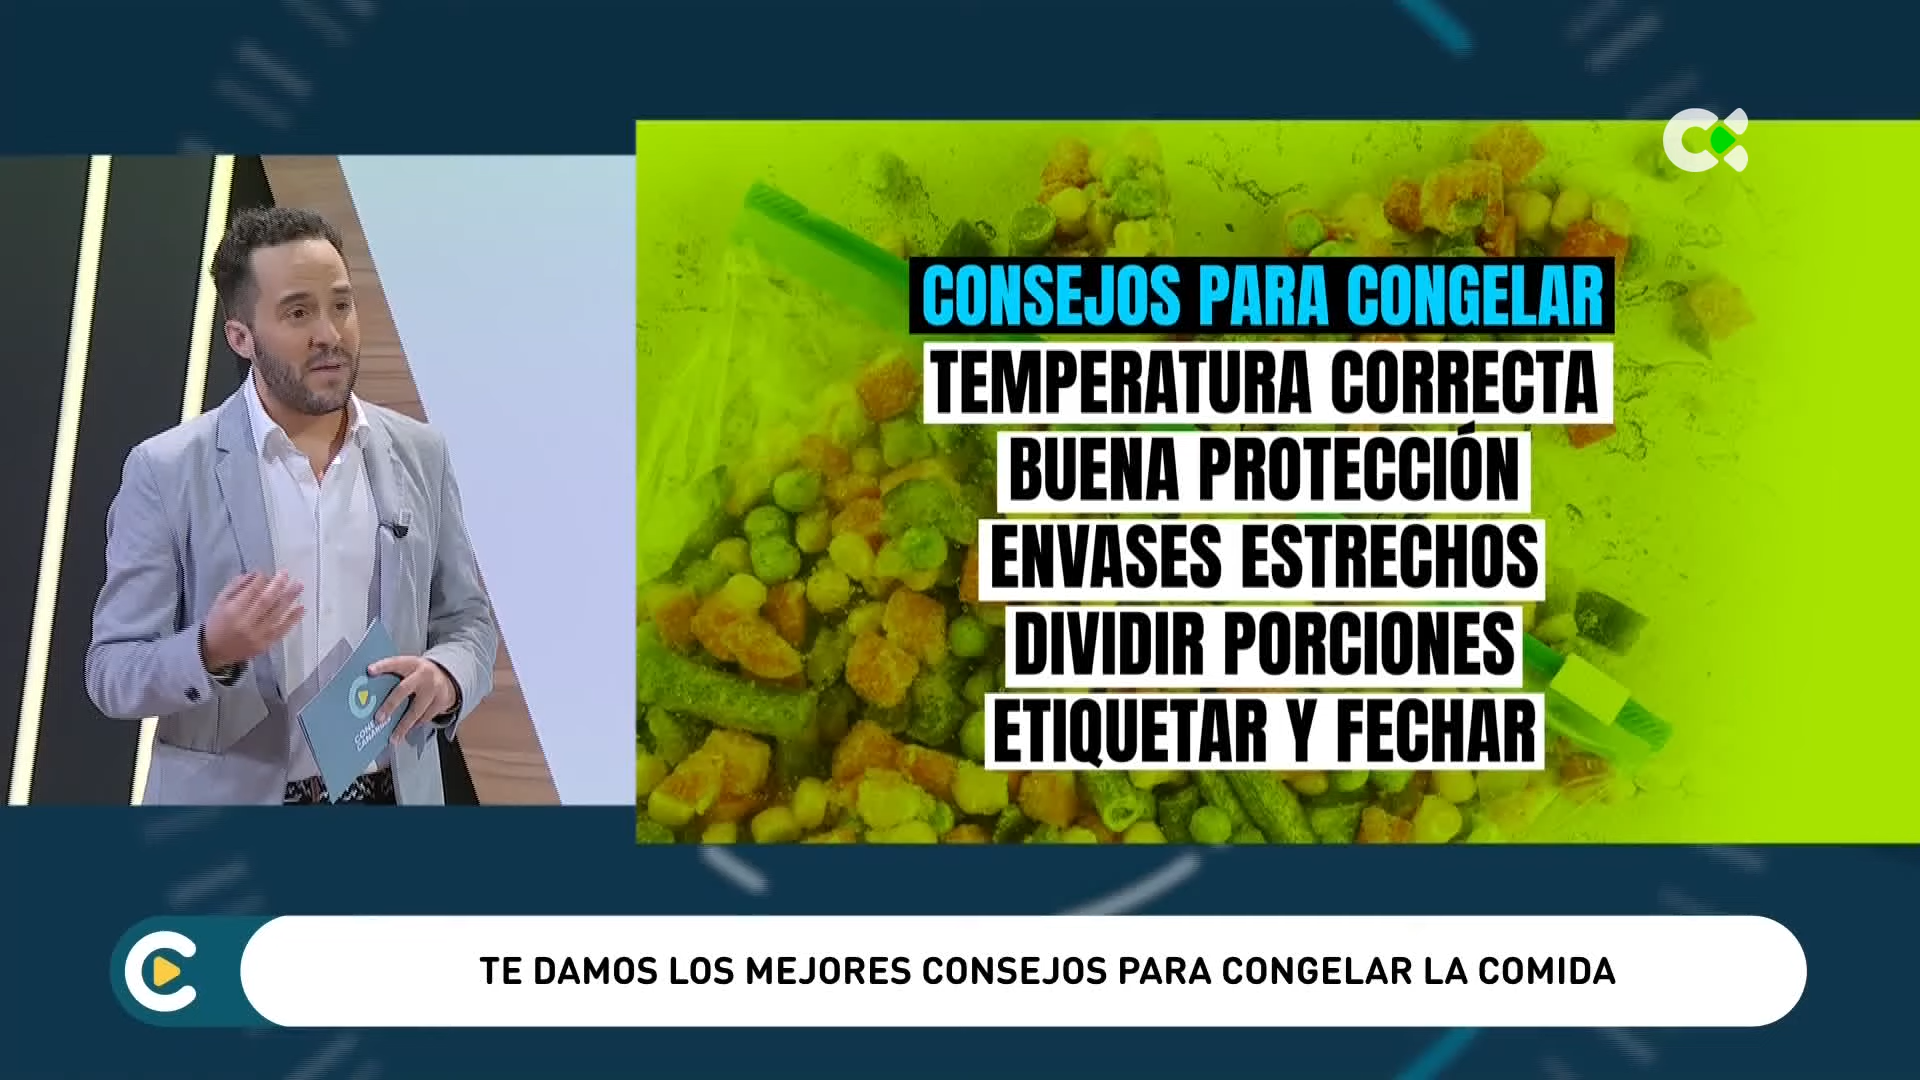 CONSEJOS PARA CONGELAR
TEMPERATURA CORRECTA
BUENA PROTECCIÓN
ENVASES ESTRECHOS
DIVIDIR PORCIONES
ETIQUETAR Y FECHAR
TE DAMOS LOS MEJORES CONSEJOS PARA CONGELAR LA COMIDA